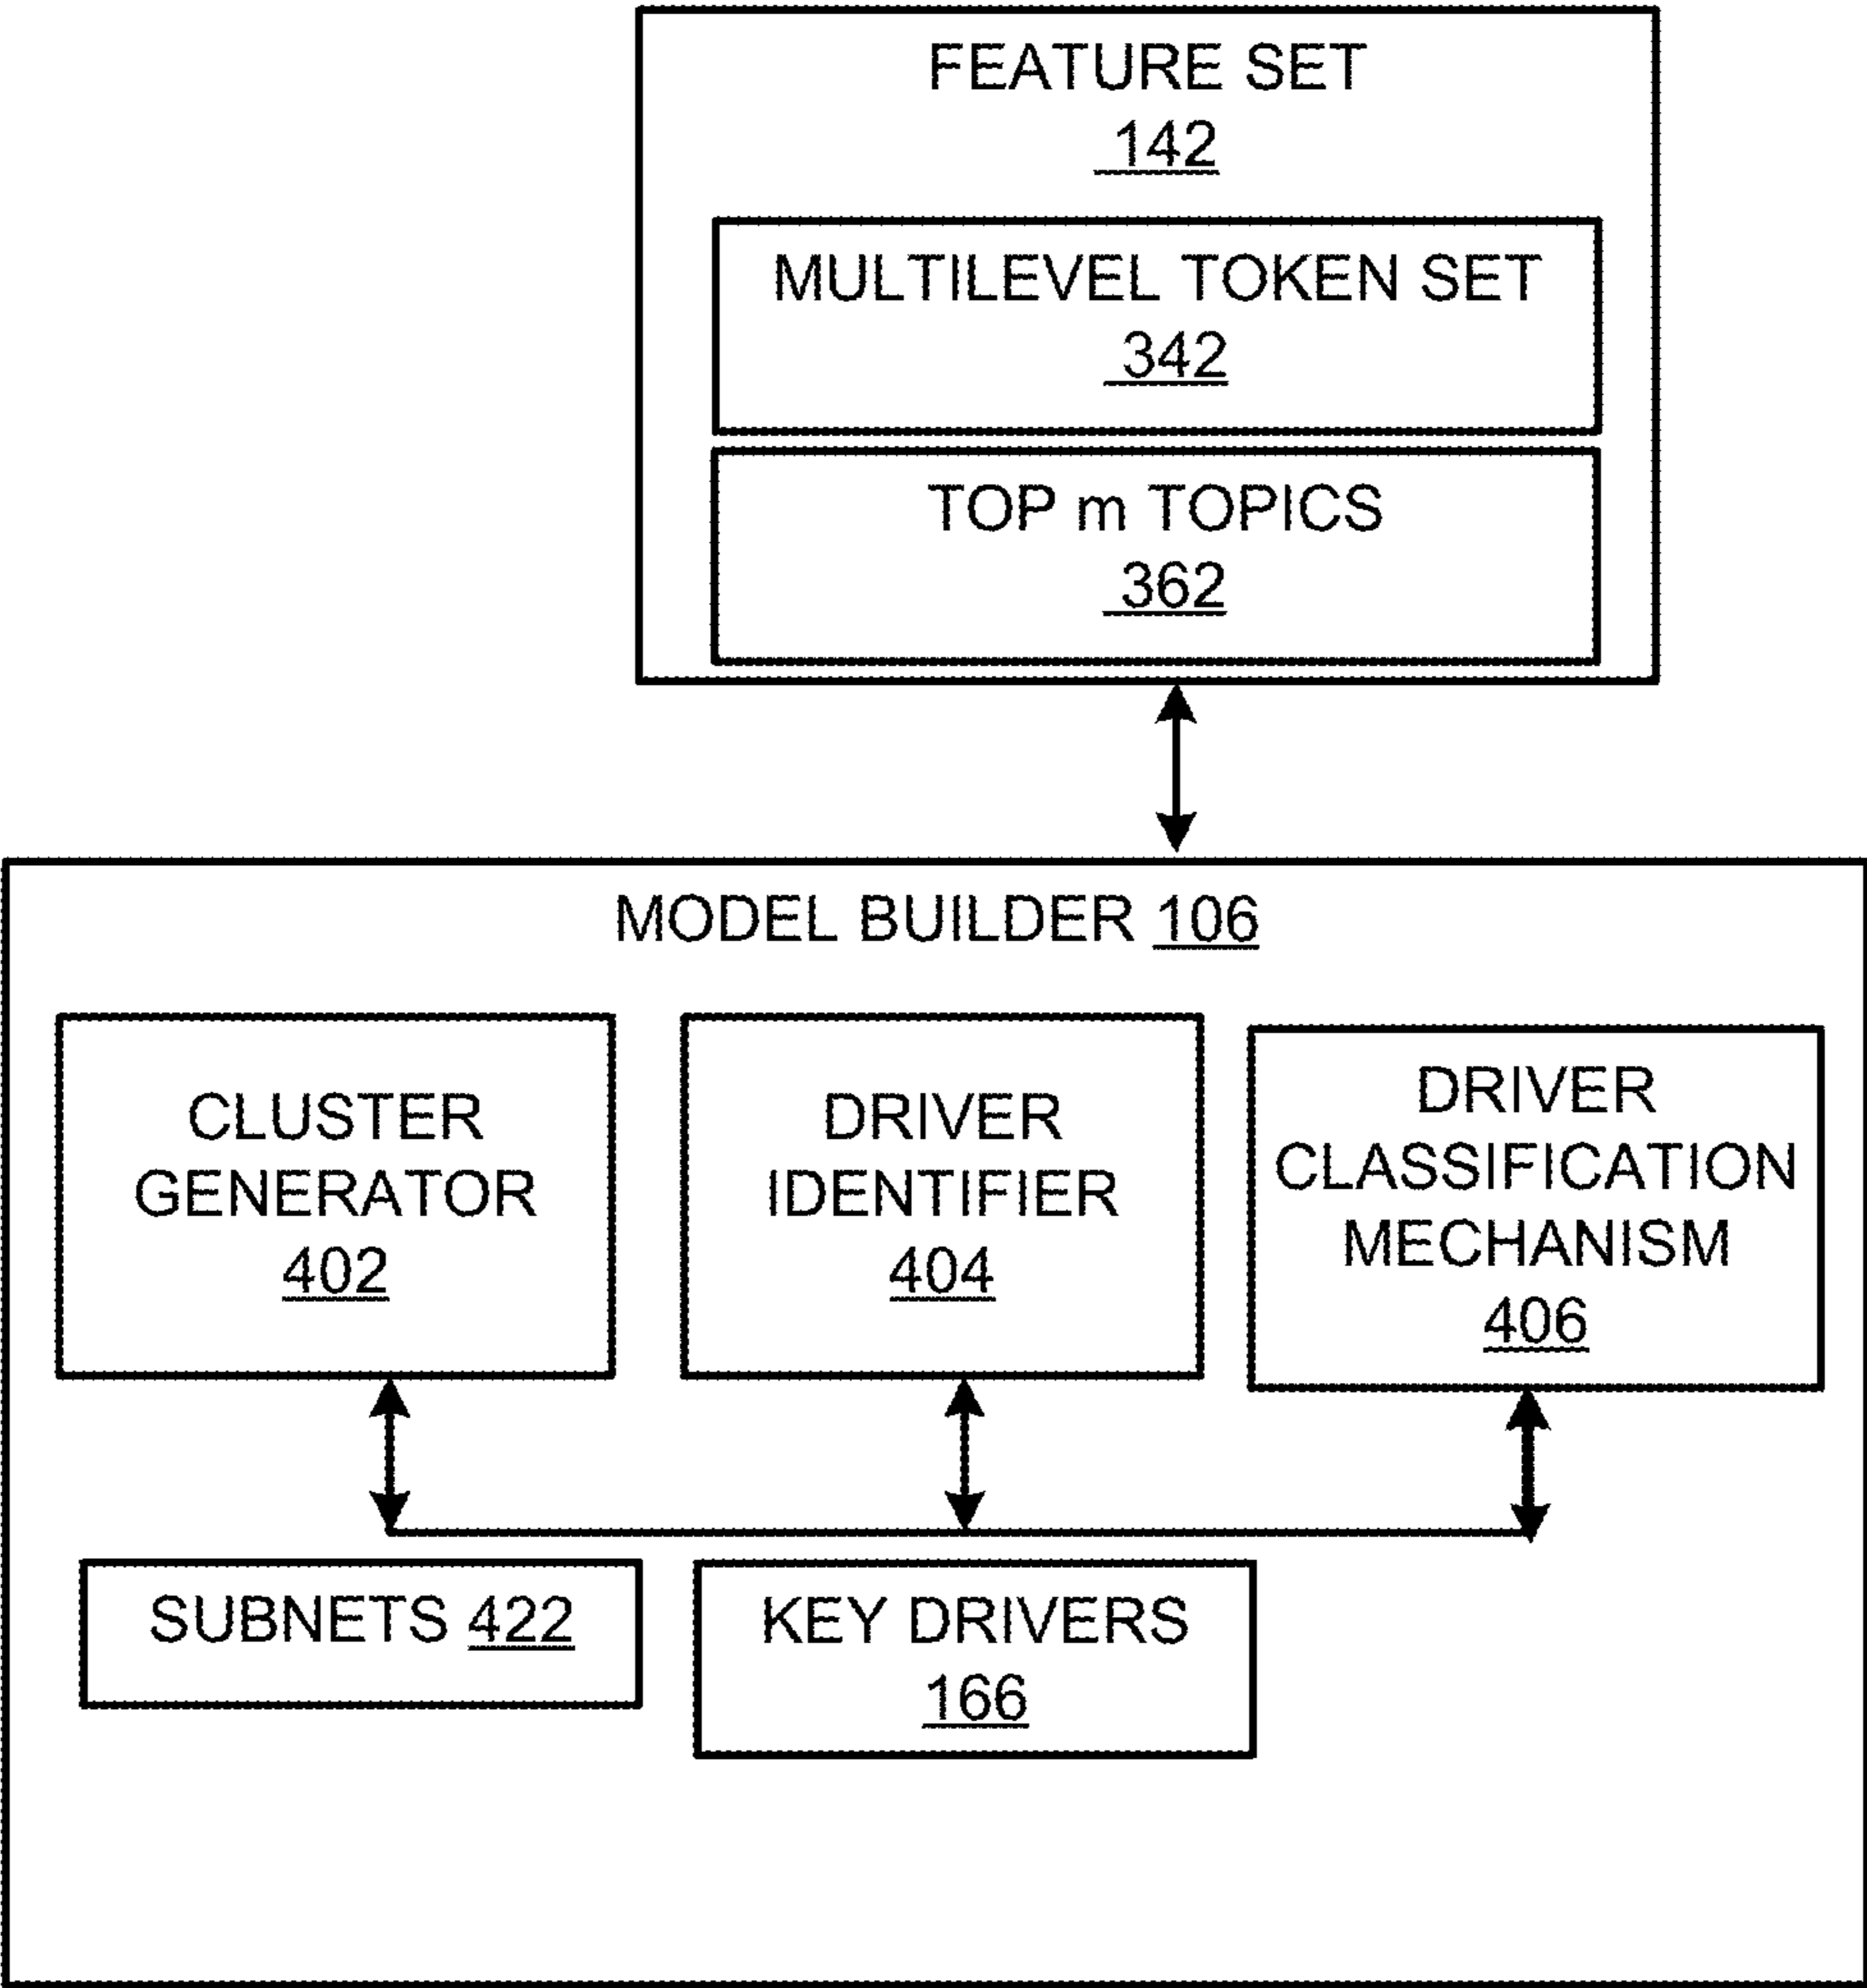 FEATURE SET
142
MULTILEVEL TOKEN SET
342
TOP m TOPICS
362
MODEL BUILDER 106
CLUSTER
GENERATOR
402
DRIVER
IDENTIFIER
404
DRIVER
CLASSIFICATION
MECHANISM
406
SUBNETS 422
KEY DRIVERS
166